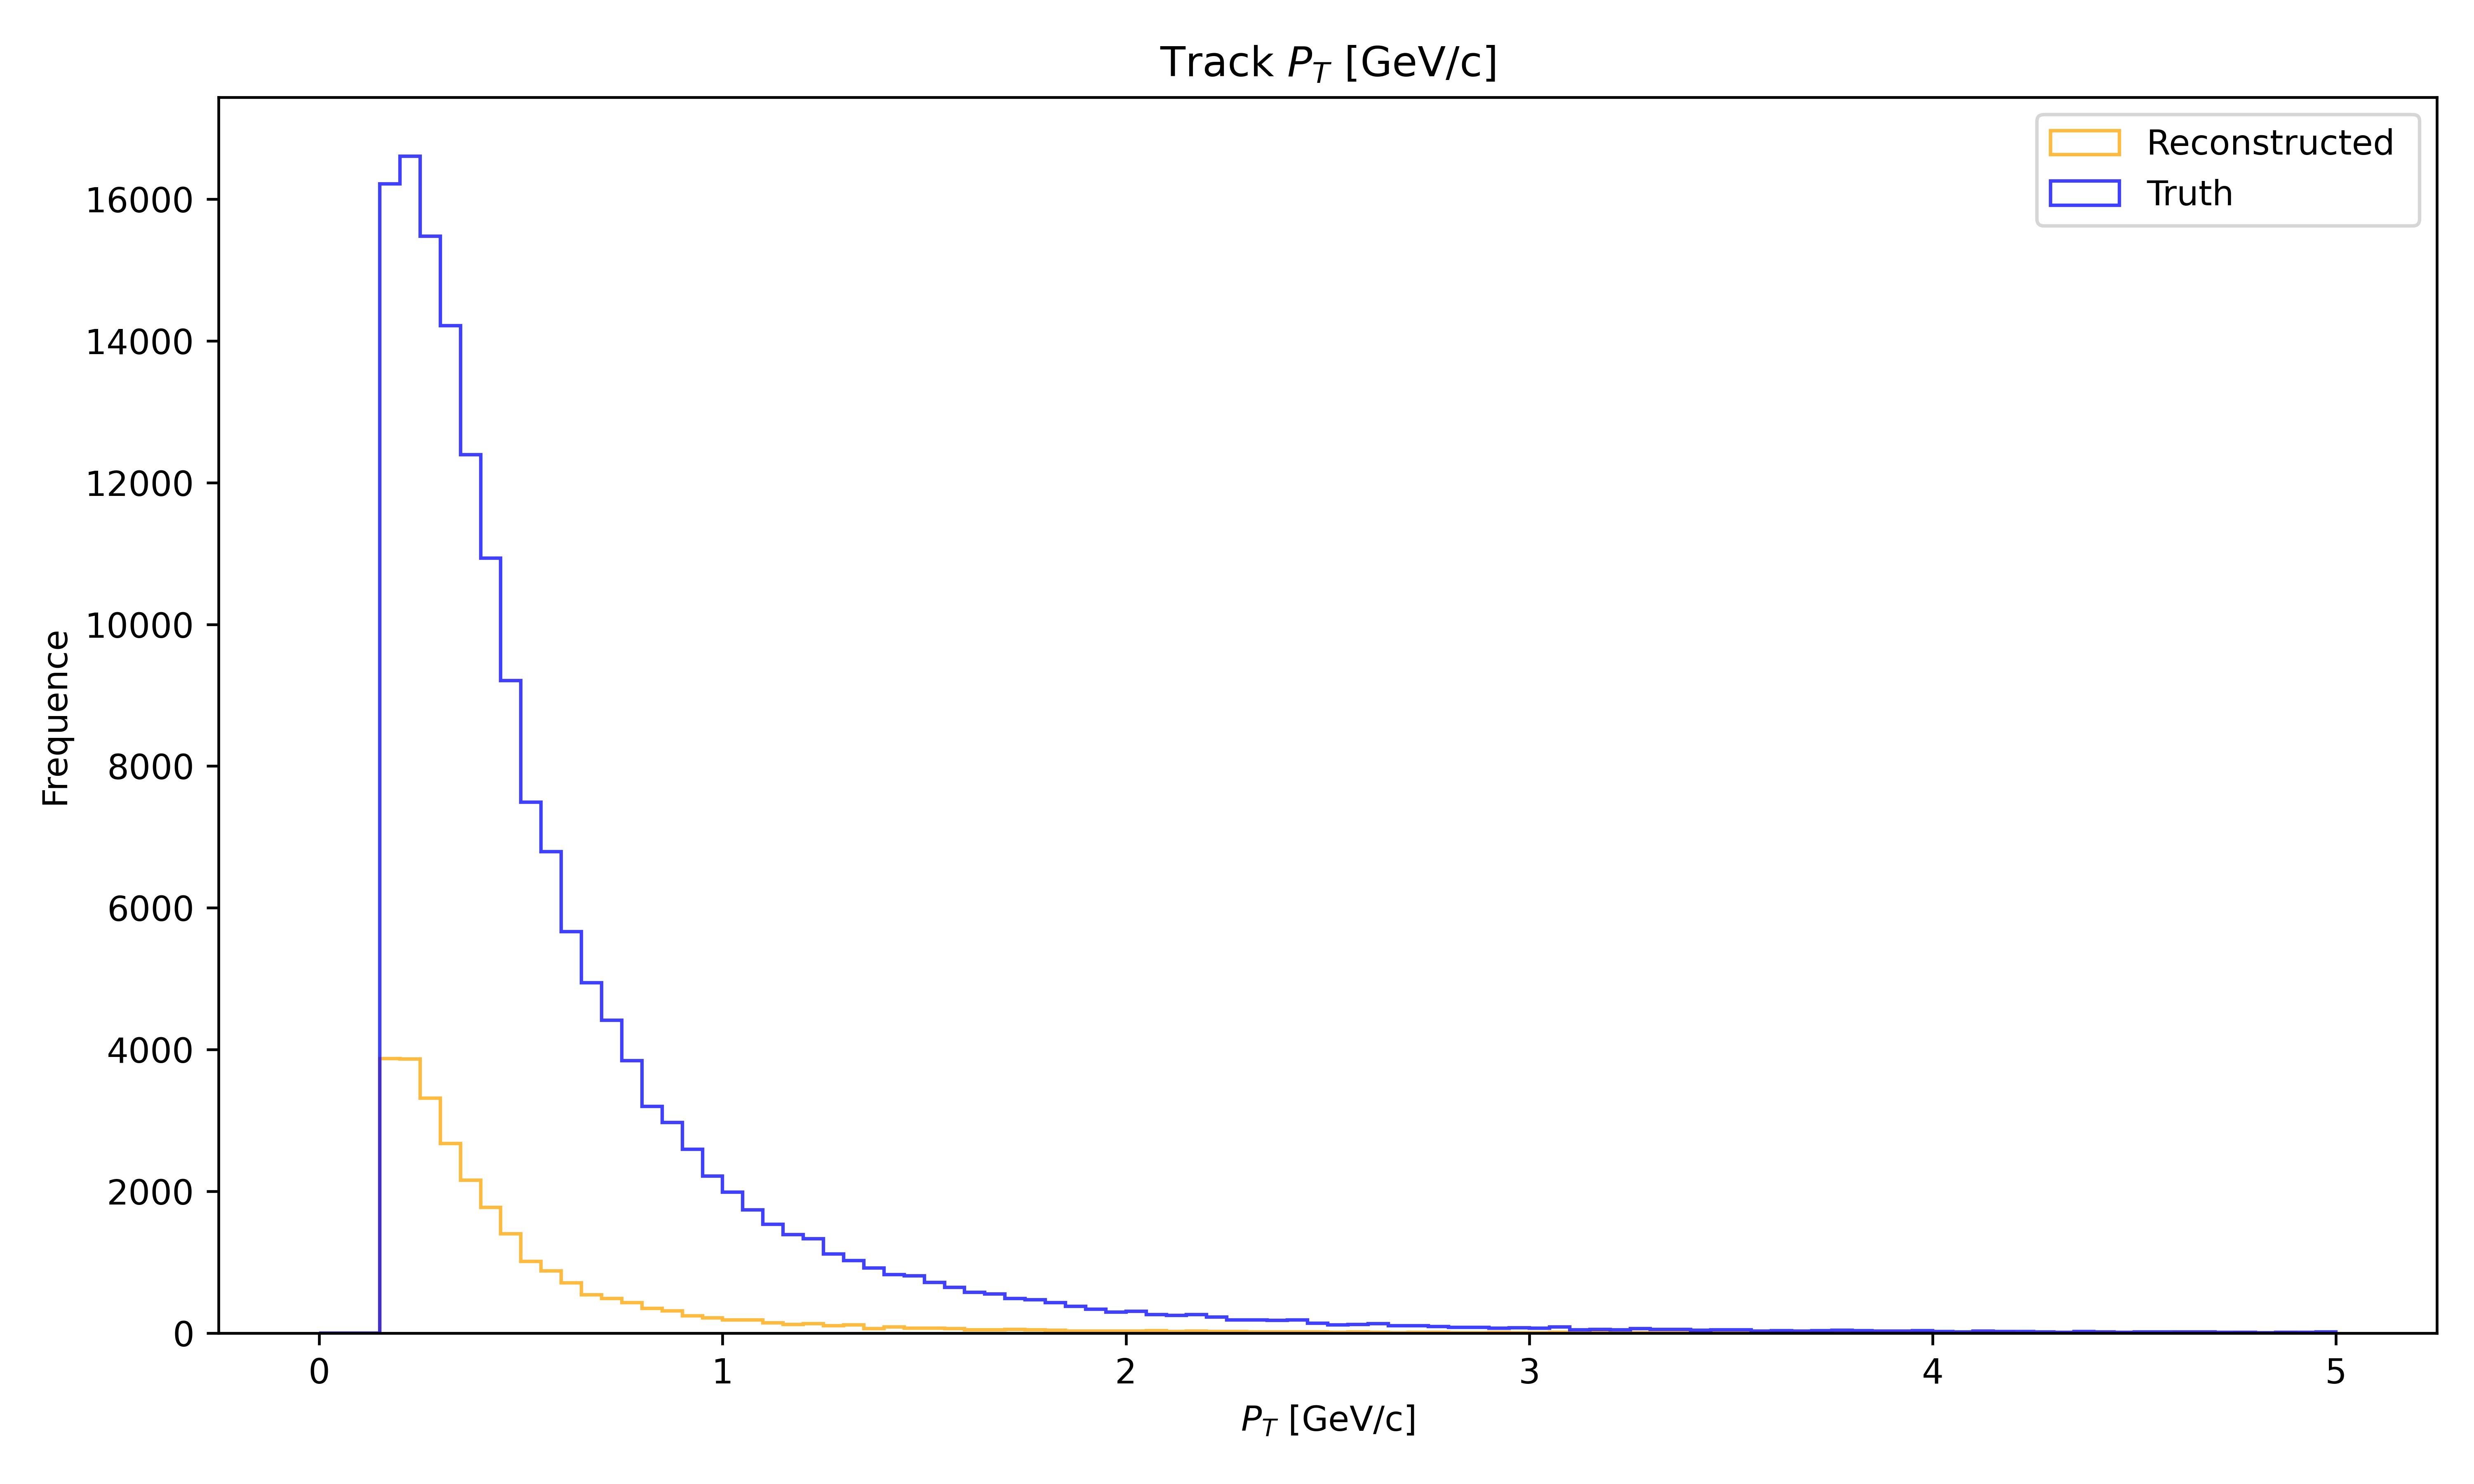 Track P_T [GeV/c]
Reconstructed
Truth
Frequence
16000
14000
12000
10000
8000
6000
4000
2000
0
0 1 2 3 4 5
P_T [GeV/c]